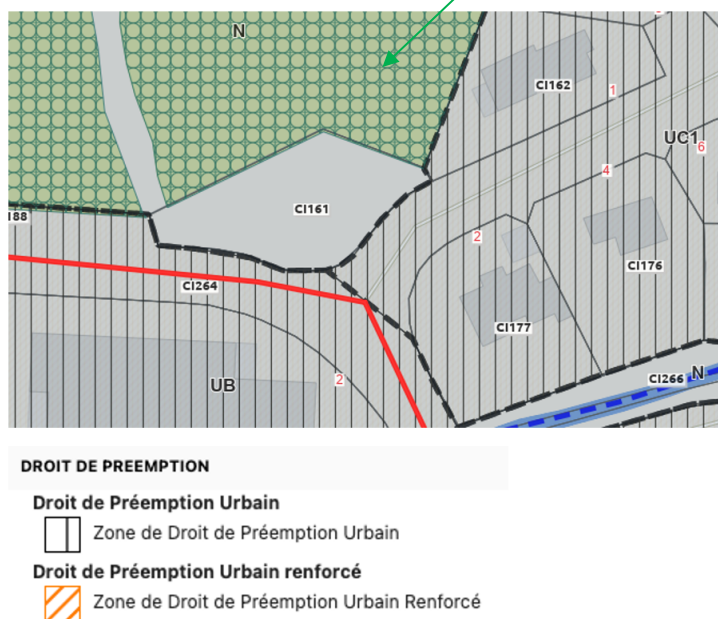 N
CI162
1
UC1
6
4
CI161
188
2
CI176
CI264
CI177
CI266
N
2
UB
DROIT DE PREEMPTION
Droit de Préemption Urbain
Zone de Droit de Préemption Urbain
Droit de Préemption Urbain renforcé
Zone de Droit de Préemption Urbain Renforcé